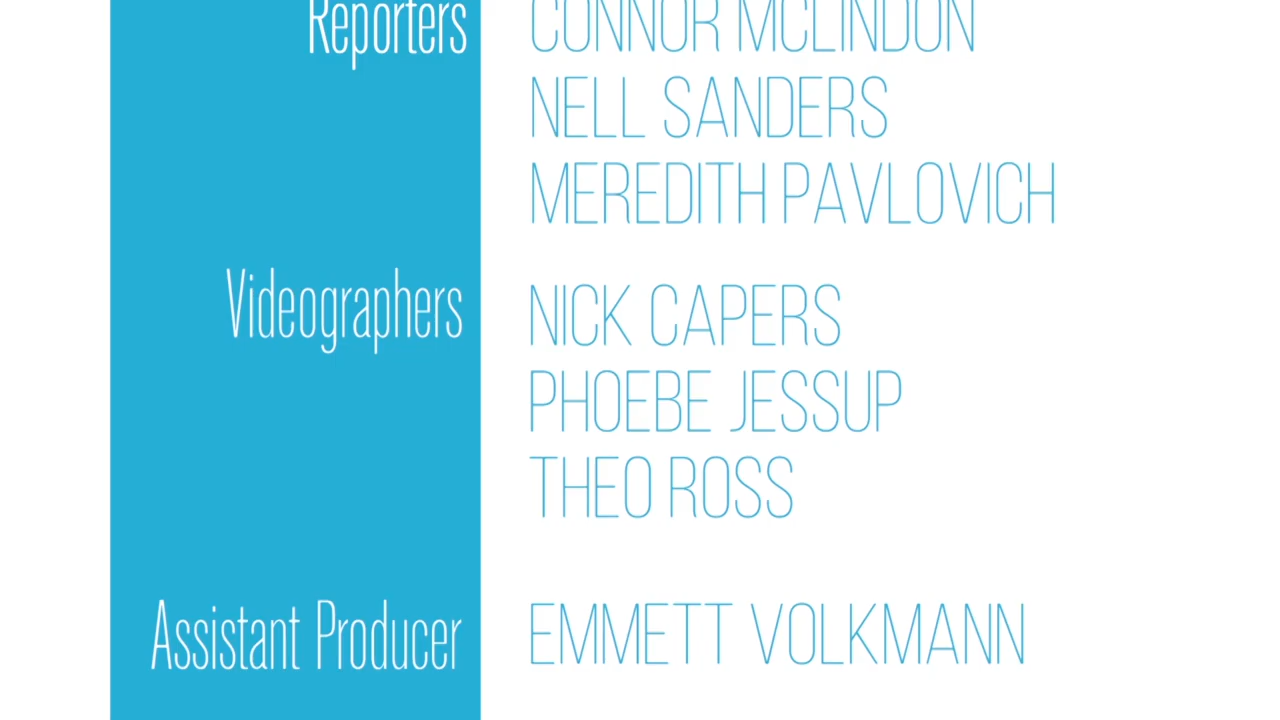 Reporters CONNOR MCLINDON
NELL SANDERS
MEREDITH PAVLOVICH
Videographers NICK CAPERS
PHOEBE JESSUP
THEO ROSS
Assistant Producer EMMETT VOLKMANN